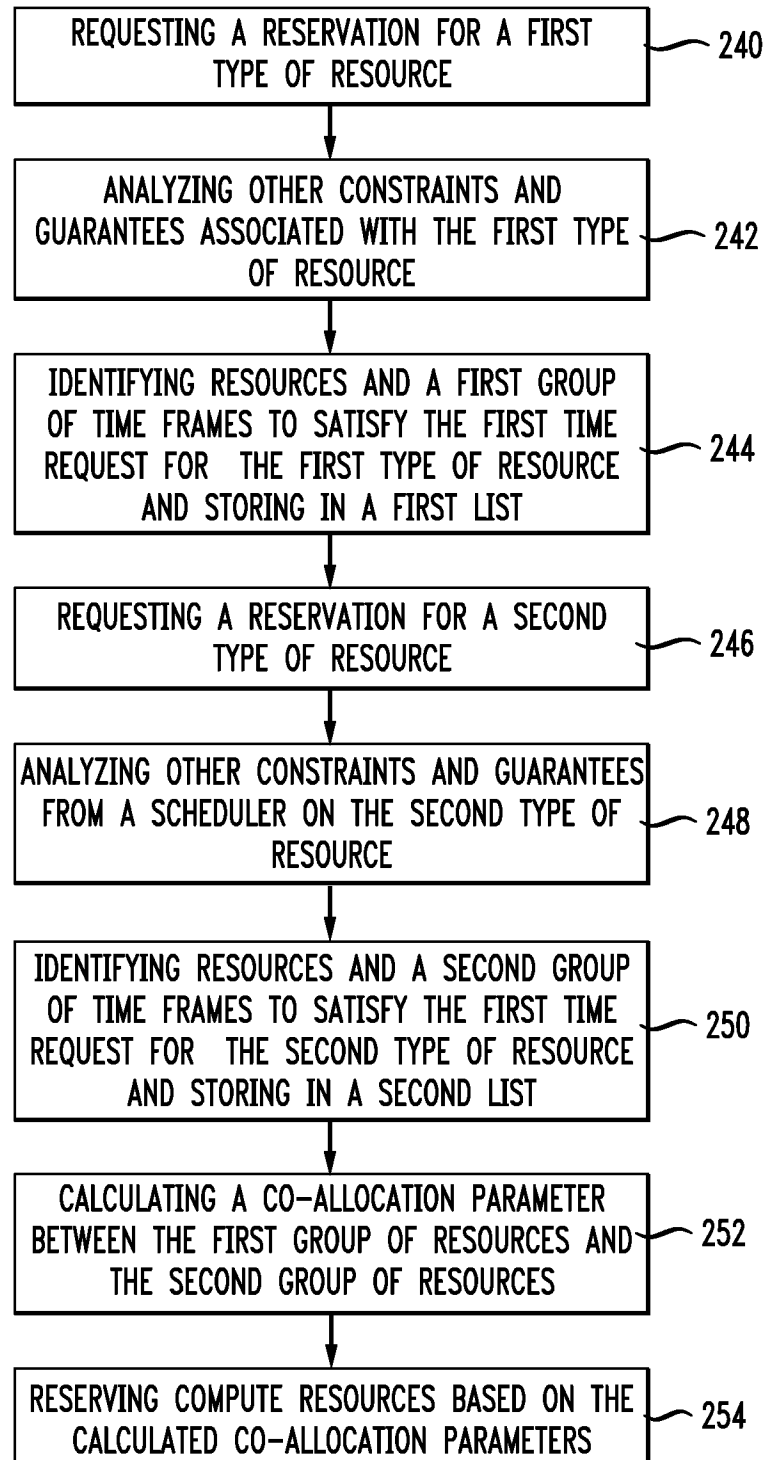 REQUESTING A RESERVATION FOR A FIRST
TYPE OF RESOURCE
240
ANALYZING OTHER CONSTRAINTS AND
GUARANTEES ASSOCIATED WITH THE FIRST TYPE
OF RESOURCE
242
IDENTIFYING RESOURCES AND A FIRST GROUP
OF TIME FRAMES TO SATISFY THE FIRST TIME
REQUEST FOR THE FIRST TYPE OF RESOURCE
AND STORING IN A FIRST LIST
244
REQUESTING A RESERVATION FOR A SECOND
TYPE OF RESOURCE
246
ANALYZING OTHER CONSTRAINTS AND GUARANTEES
FROM A SCHEDULER ON THE SECOND TYPE OF
RESOURCE
248
IDENTIFYING RESOURCES AND A SECOND GROUP
OF TIME FRAMES TO SATISFY THE FIRST TIME
REQUEST FOR THE SECOND TYPE OF RESOURCE
AND STORING IN A SECOND LIST
250
CALCULATING A CO-ALLOCATION PARAMETER
BETWEEN THE FIRST GROUP OF RESOURCES AND
THE SECOND GROUP OF RESOURCES
252
RESERVING COMPUTE RESOURCES BASED ON THE
CALCULATED CO-ALLOCATION PARAMETERS
254